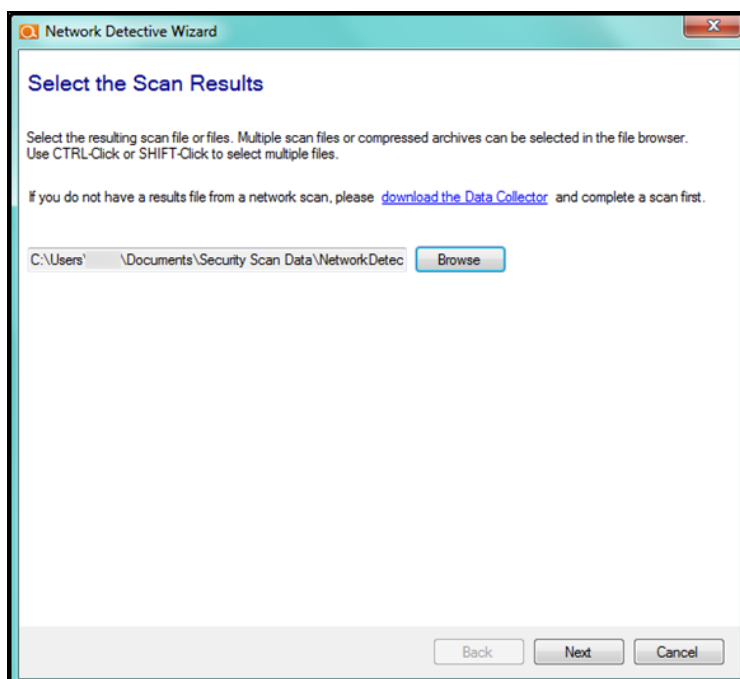 Network Detective Wizard
Select the Scan Results
Select the resulting scan file or files. Multiple scan files or compressed archives can be selected in the file browser.
Use CTRL-Click or SHIFT-Click to select multiple files.
If you do not have a results file from a network scan, please download the Data Collector and complete a scan first.
C:\Users' \Documents\Security Scan Data\NetworkDetec Browse
Back Next Cancel